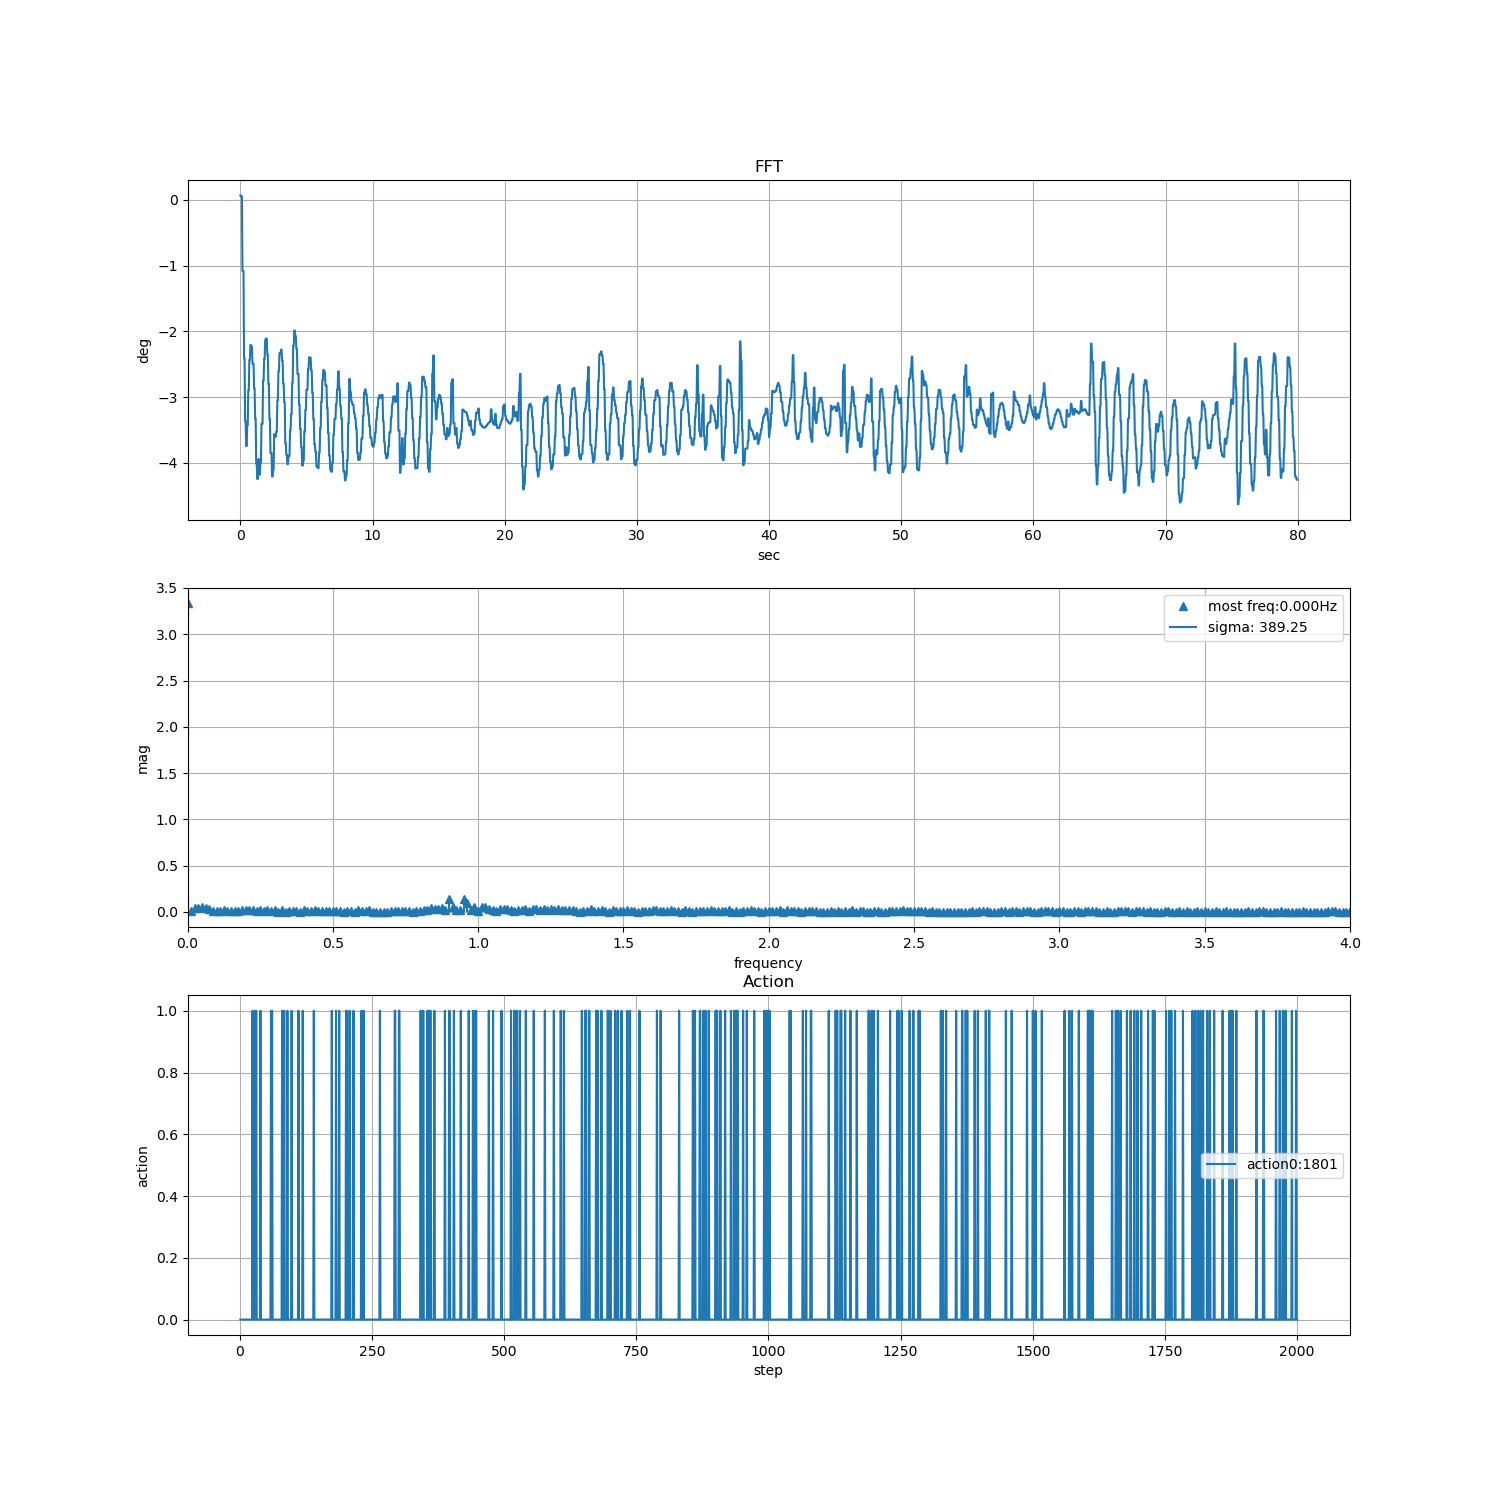 FFT
0
−1
−2
−3
−4
deg
0 10 20 30 40 50 60 70 80
sec
3.5
3.0
2.5
2.0
1.5
1.0
0.5
0.0
mag
most freq:0.000Hz
sigma: 389.25
0.0 0.5 1.0 1.5 2.0 2.5 3.0 3.5 4.0
frequency
Action
1.0
0.8
0.6
0.4
0.2
0.0
action
action0:1801
0 250 500 750 1000 1250 1500 1750 2000
step